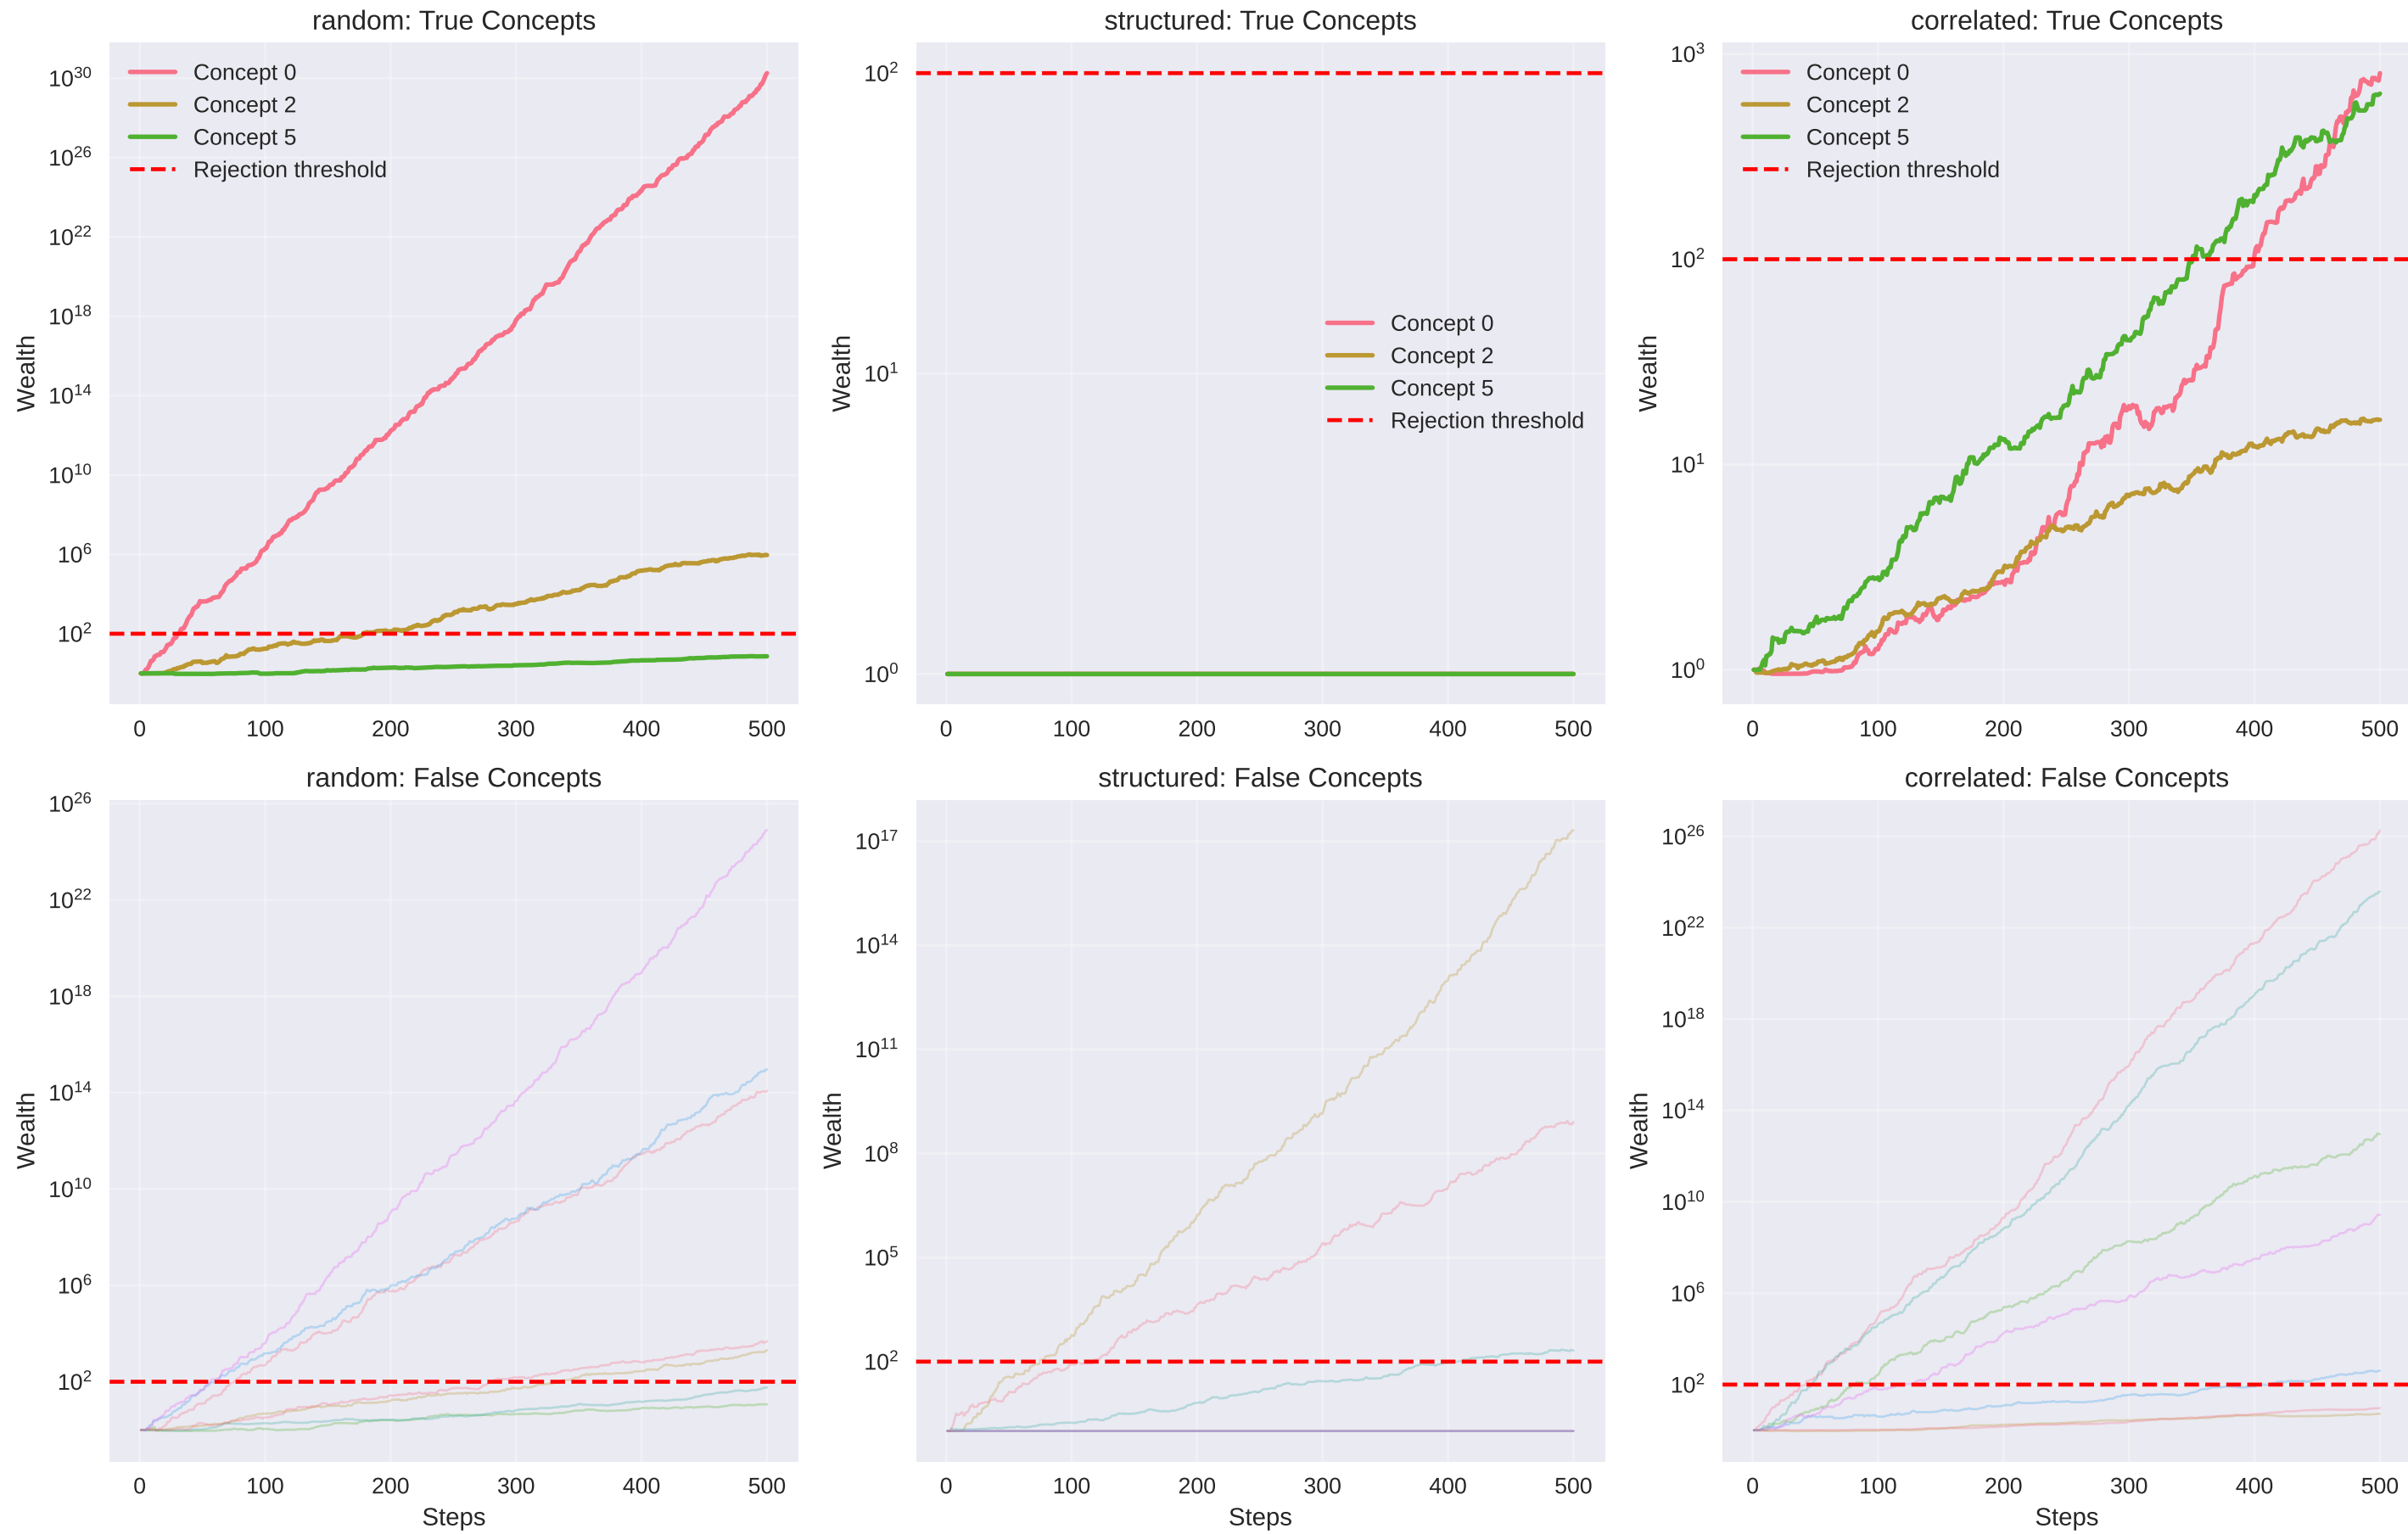 random: True Concepts
Wealth
10^30
10^26
10^22
10^18
10^14
10^10
10^6
10^2
Concept 0
Concept 2
Concept 5
Rejection threshold
0 100 200 300 400 500
structured: True Concepts
Wealth
10^2
10^1
10^0
Concept 0
Concept 2
Concept 5
Rejection threshold
0 100 200 300 400 500
correlated: True Concepts
Wealth
10^3
10^2
10^1
10^0
Concept 0
Concept 2
Concept 5
Rejection threshold
0 100 200 300 400 500
random: False Concepts
Wealth
10^26
10^22
10^18
10^14
10^10
10^6
10^2
0 100 200 300 400 500
Steps
structured: False Concepts
Wealth
10^17
10^14
10^11
10^8
10^5
10^2
0 100 200 300 400 500
Steps
correlated: False Concepts
Wealth
10^26
10^22
10^18
10^14
10^10
10^6
10^2
0 100 200 300 400 500
Steps